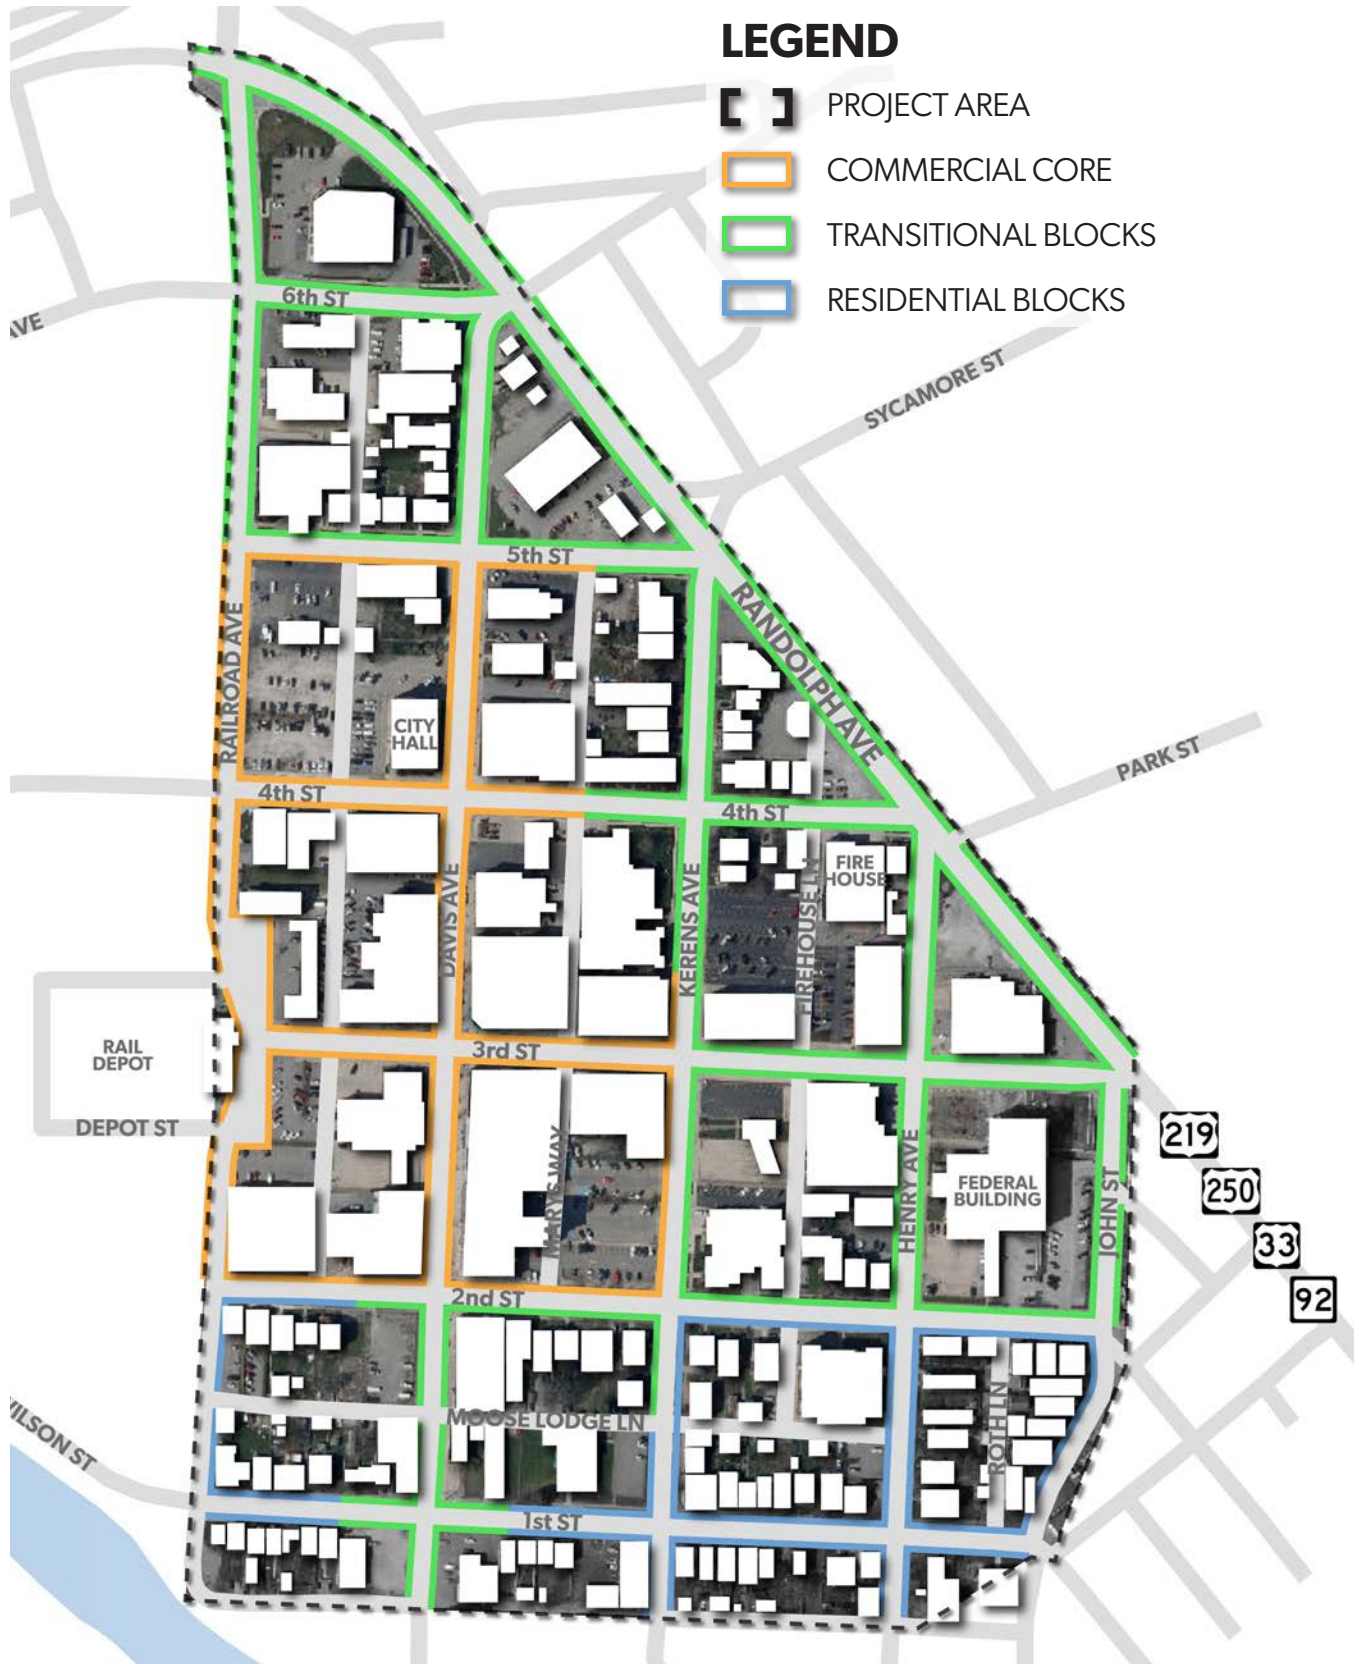 LEGEND
PROJECT AREA
COMMERCIAL CORE
TRANSITIONAL BLOCKS
RESIDENTIAL BLOCKS
6th ST
AVE
SYCAMORE ST
5th ST
RANDOLPH AVE
RAILROAD AVE
CITY
HALL
PARK ST
4th ST
4th ST
DAVIS AVE
KERENS AVE
FIREHOUSE LN
FIRE
HOUSE
RAIL
DEPOT
3rd ST
DEPOT ST
MARYS WAY
HENRY AVE
FEDERAL
BUILDING
JOHN ST
219
250
33
92
2nd ST
MOOSE LODGE LN
ROTH LN
WILSON ST
1st ST